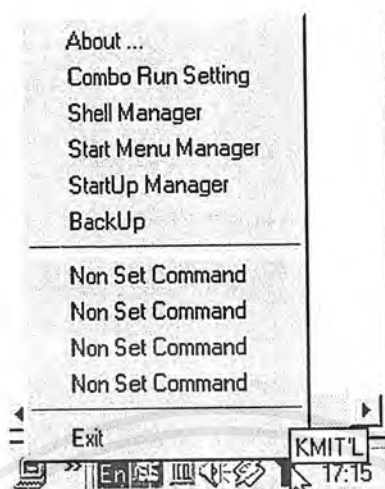 About ...
Combo Run Setting
Shell Manager
Start Menu Manager
StartUp Manager
BackUp
Non Set Command
Non Set Command
Non Set Command
Non Set Command
Exit
KMIT'L
» En 17:15